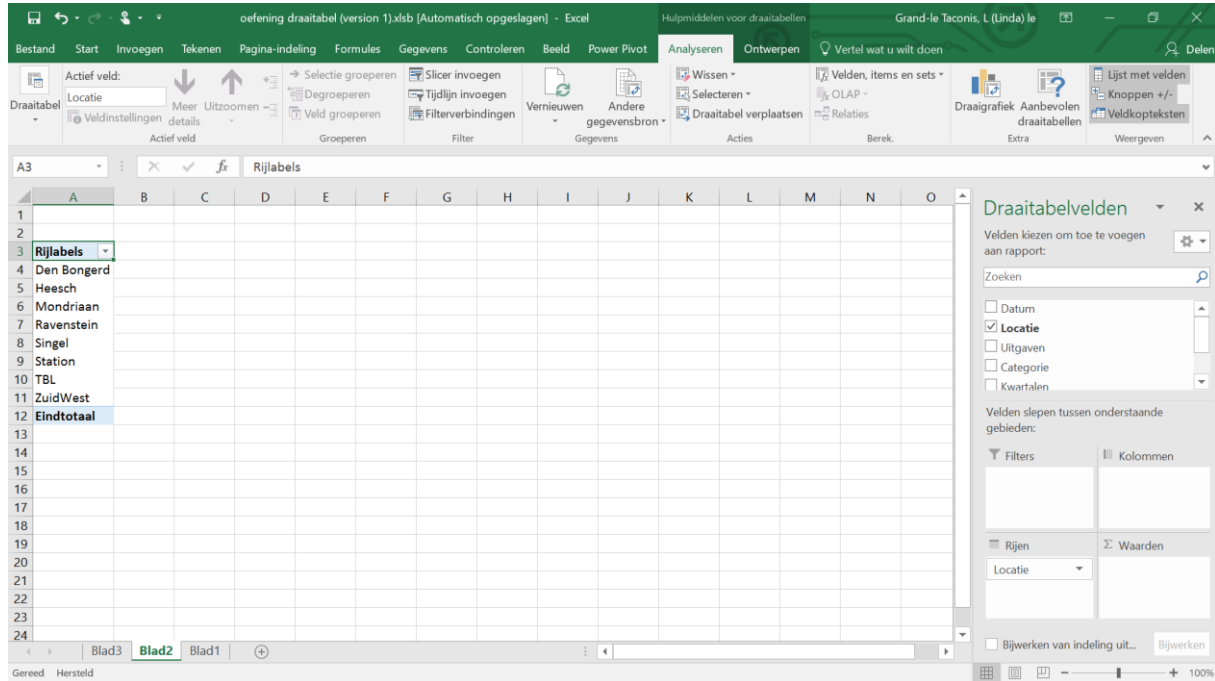 oefening draaitabel (version 1).xlsb [Automatisch opgeslagen] - Excel
Hulpmiddelen voor draaitabellen
Grand-le Taconis, L (Linda) le
Bestand Start Invoegen Tekenen Pagina-indeling Formules Gegevens Controleren Beeld Power Pivot Analyseren Ontwerpen Vertel wat u wilt doen Delen
Draaitabel
Actief veld:
Locatie
Veldinstellingen
Meer details
Uitzoomen
Actief veld
Selectie groeperen
Degroeperen
Veld groeperen
Groeperen
Slicer invoegen
Tijdlijn invoegen
Filterverbindingen
Filter
Vernieuwen
Andere
gegevensbron
Gegevens
Wissen
Selecteren
Draaitabel verplaatsen
Acties
Velden, items en sets
OLAP
Relaties
Berek.
Draaigrafiek
Aanbevolen
draaitabellen
Extra
Lijst met velden
Knoppen +/-
Veldkopteksten
Weergeven
A3 fx Rijlabels
A B C D E F G H I J K L M N O
1
2
3 Rijlabels
4 Den Bongerd
5 Heesch
6 Mondriaan
7 Ravenstein
8 Singel
9 Station
10 TBL
11 ZuidWest
12 Eindtotaal
13
14
15
16
17
18
19
20
21
22
23
24
Draaitabelvelden
Velden kiezen om toe te voegen
aan rapport:
Zoeken
Datum
Locatie
Uitgaven
Categorie
Kwartalen
Velden slepen tussen onderstaande
gebieden:
Filters
Kolommen
Rijen
Σ Waarden
Locatie
Bijwerken van indeling uit...
Bijwerken
Blad3 Blad2 Blad1
Gereed Hersteld
100%